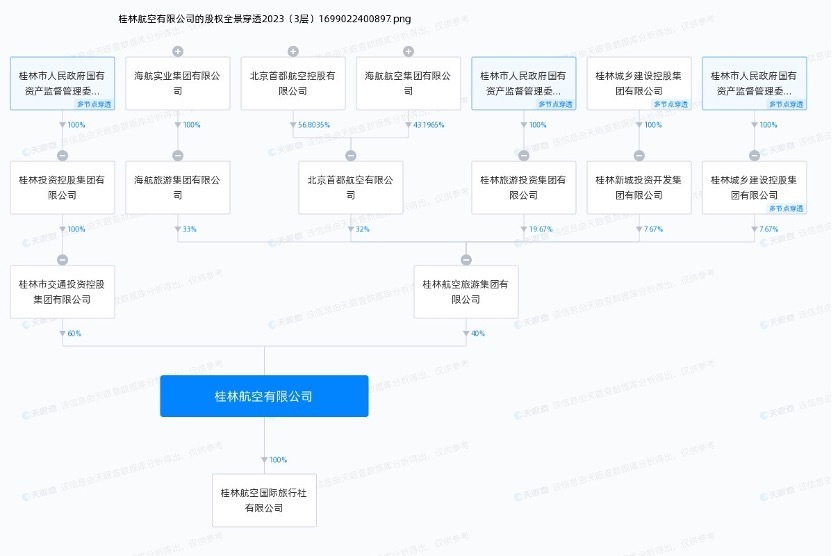 桂林航空有限公司的股权全景穿透2023（3层）1699022400897.png
桂林市人民政府国有
资产监督管理委...
多节点穿透
海航实业集团有限公
司
北京首都航空控股有
限公司
海航航空集团有限公
司
桂林市人民政府国有
资产监督管理委...
多节点穿透
桂林城乡建设控股集
团有限公司
多节点穿透
桂林市人民政府国有
资产监督管理委...
多节点穿透
100%
100%
56.8035%
43.1965%
100%
100%
100%
桂林投资控股集团有
限公司
海航旅游集团有限公
司
北京首都航空有限公
司
桂林旅游投资集团有
限公司
桂林新城投资开发集
团有限公司
桂林城乡建设控股集
团有限公司
多节点穿透
100%
33%
32%
19.67%
7.67%
7.67%
桂林市交通投资控股
集团有限公司
桂林航空旅游集团有
限公司
60%
40%
桂林航空有限公司
100%
桂林航空国际旅行社
有限公司
天眼查 该信息由天眼查数据库分析得出，仅供参考